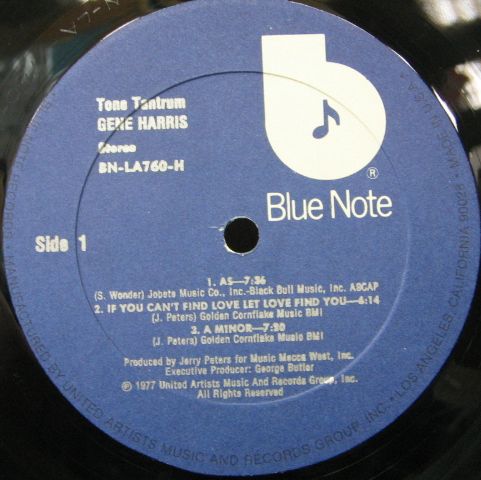 Tone Tantrum
GENE HARRIS
Stereo
BN-LA760-H
®
Blue Note
Side 1
1. AS—7:36
(S. Wonder) Jobete Music Co., Inc.-Black Bull Music, Inc. ASCAP
2. IF YOU CAN'T FIND LOVE LET LOVE FIND YOU—6:14
(J. Peters) Golden Cornflake Music BMI
3. A MINOR—7:20
(J. Peters) Golden Cornflake Music BMI
Produced by Jerry Peters for Music Mecca West, Inc.
Executive Producer: George Butler
℗ 1977 United Artists Music And Records Group, Inc.
All Rights Reserved
MANUFACTURED BY UNITED ARTISTS MUSIC AND RECORDS GROUP, INC. • LOS ANGELES, CALIFORNIA 90028 • MADE IN U.S.A.